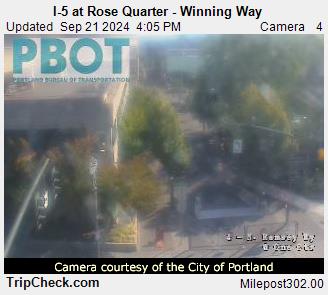 I-5 at Rose Quarter - Winning Way
Updated Sep 21 2024 4:05 PM Camera 4
PBOT
PORTLAND BUREAU OF TRANSPORTATION
Camera courtesy of the City of Portland
TripCheck.com Milepost302.00